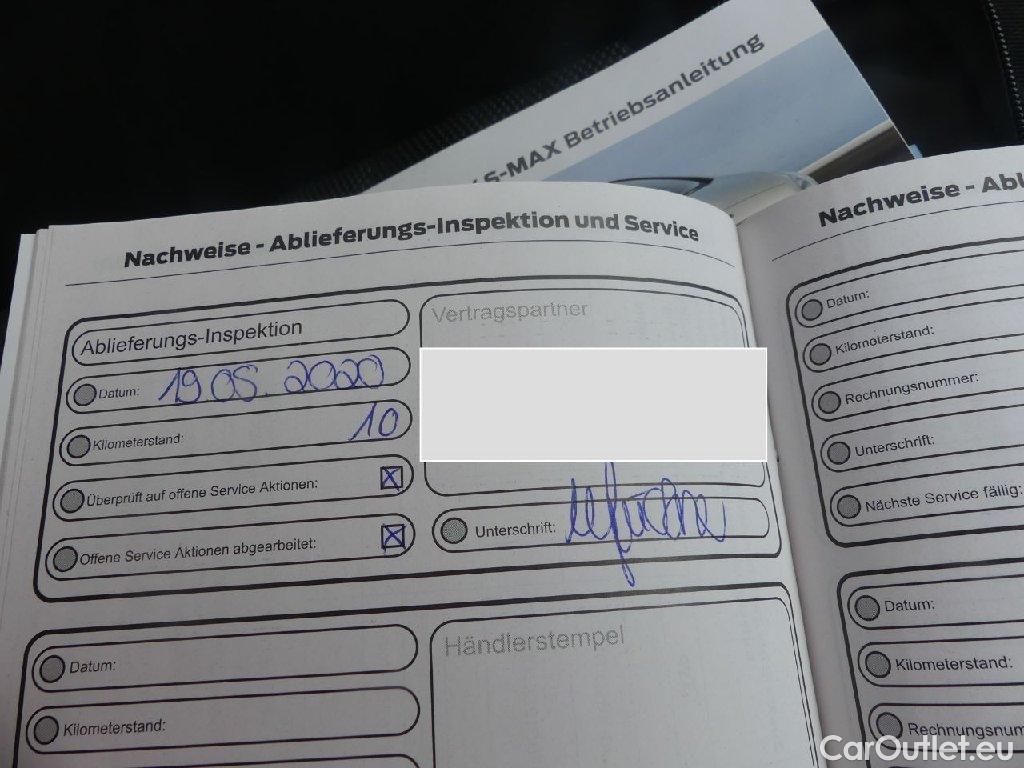 S-MAX Betriebsanleitung
Nachweise - Ablieferungs-Inspektion und Service
Ablieferungs-Inspektion
Datum: 19 05. 2020
Kilometerstand: 10
Überprüft auf offene Service Aktionen:
Offene Service Aktionen abgearbeitet:
Vertragspartner
Unterschrift:
Datum:
Kilometerstand:
Händlerstempel
Nachweise - Abl
Datum:
Kilometerstand:
Rechnungsnummer:
Unterschrift:
Nächste Service fällig:
Datum:
Kilometerstand:
Rechnungsnum
CarOutlet.eu